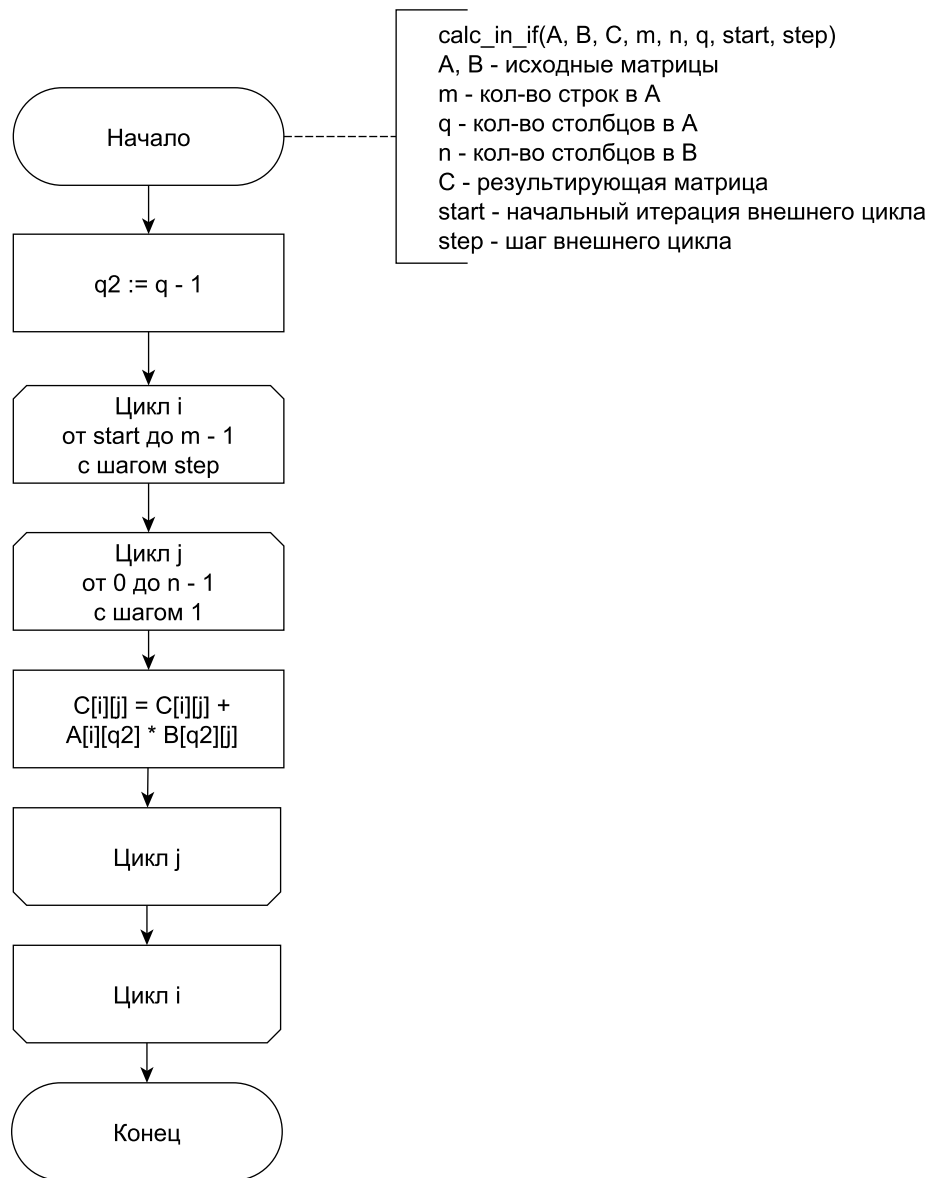 calc_in_if(A, B, C, m, n, q, start, step)
A, B - исходные матрицы
m - кол-во строк в A
q - кол-во столбцов в A
n - кол-во столбцов в B
C - результирующая матрица
start - начальный итерация внешнего цикла
step - шаг внешнего цикла
Начало
q2 := q - 1
Цикл i
от start до m - 1
с шагом step
Цикл j
от 0 до n - 1
с шагом 1
C[i][j] = C[i][j] +
A[i][q2] * B[q2][j]
Цикл j
Цикл i
Конец